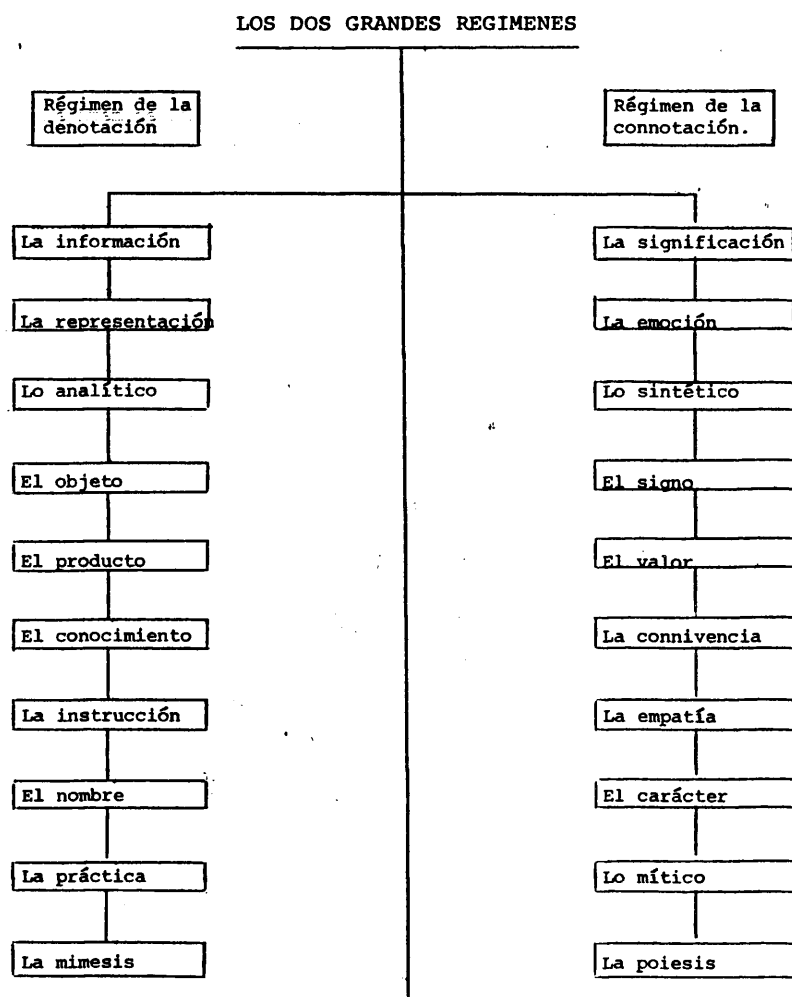 LOS DOS GRANDES REGIMENES
Régimen de la
dénotación
Régimen de la
connotación.
La información
La significación
La representación
La emoción
Lo analítico
Lo sintético
El objeto
El signo
El producto
El valor
El conocimiento
La connivencia
La instrucción
La empatía
El nombre
El carácter
La práctica
Lo mítico
La mimesis
La poiesis